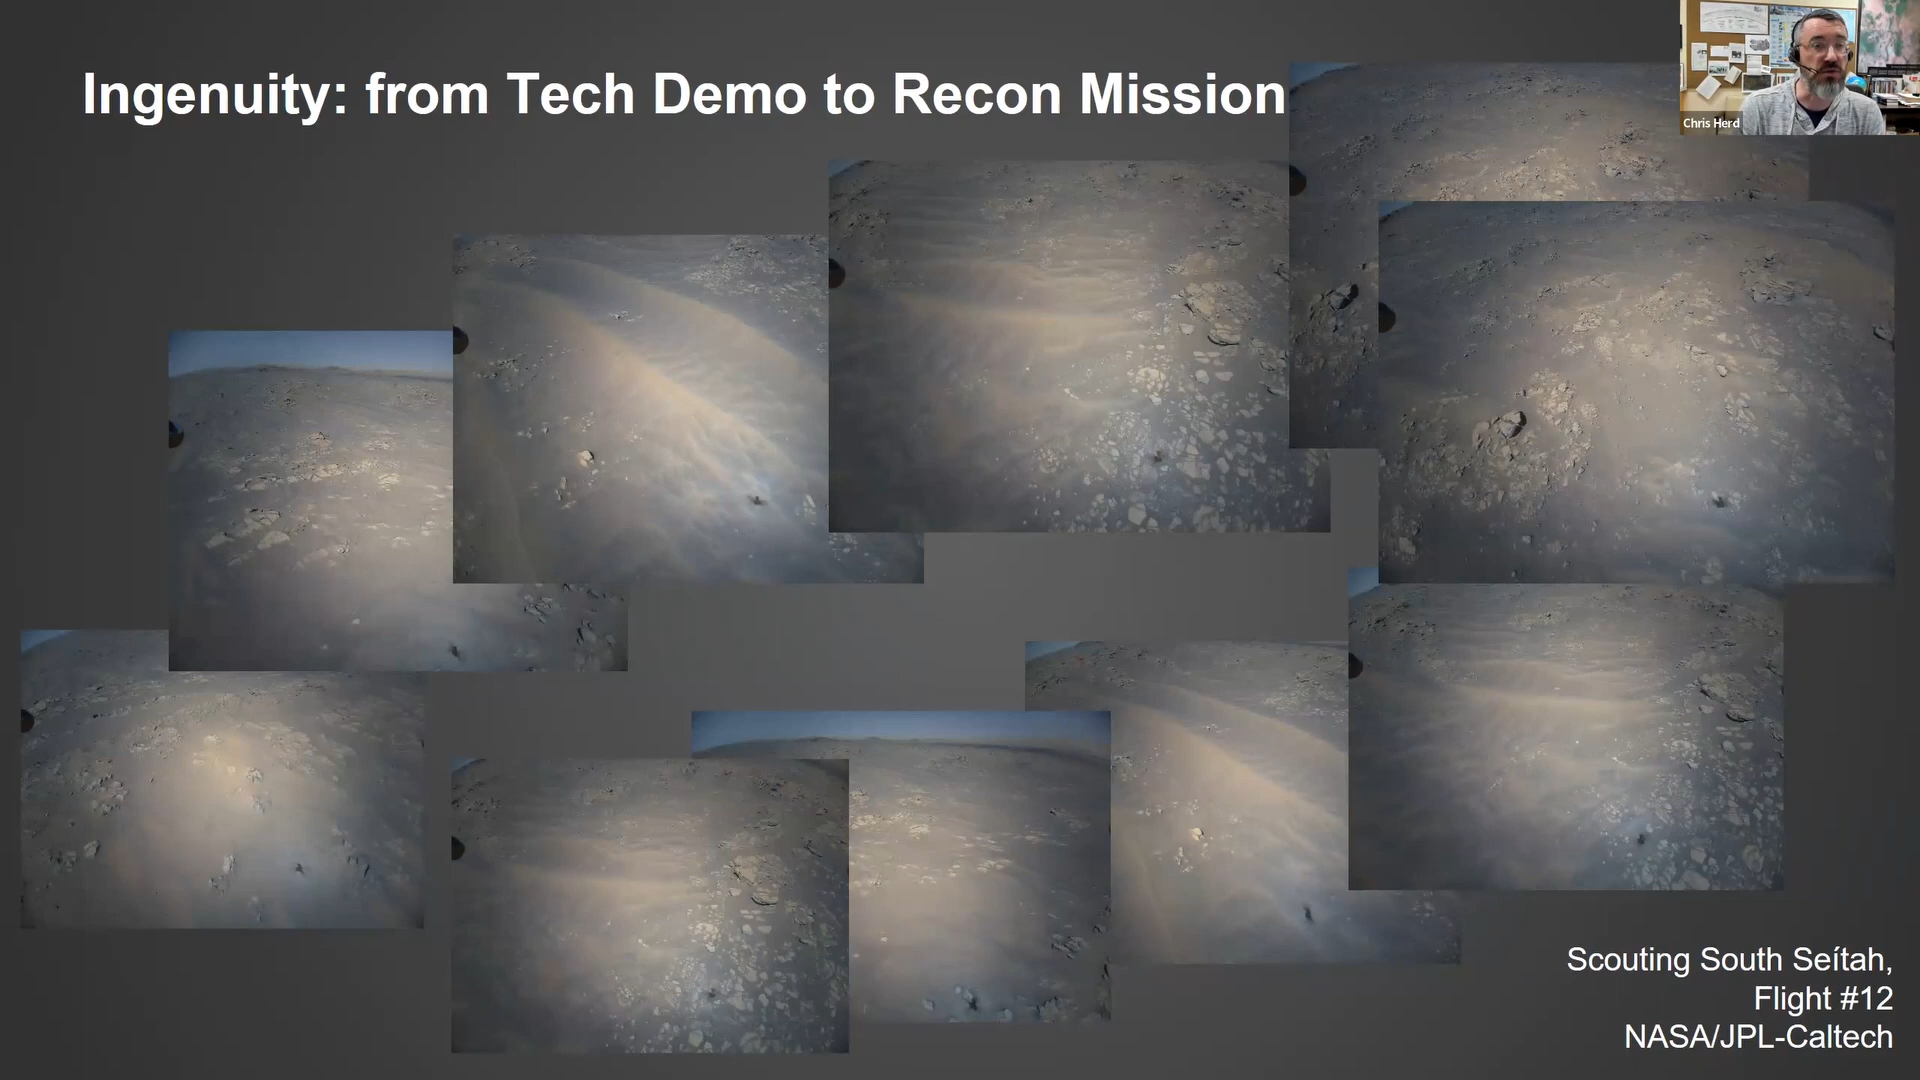 Ingenuity: from Tech Demo to Recon Mission
Chris Herd
Scouting South Seítah,
Flight #12
NASA/JPL-Caltech